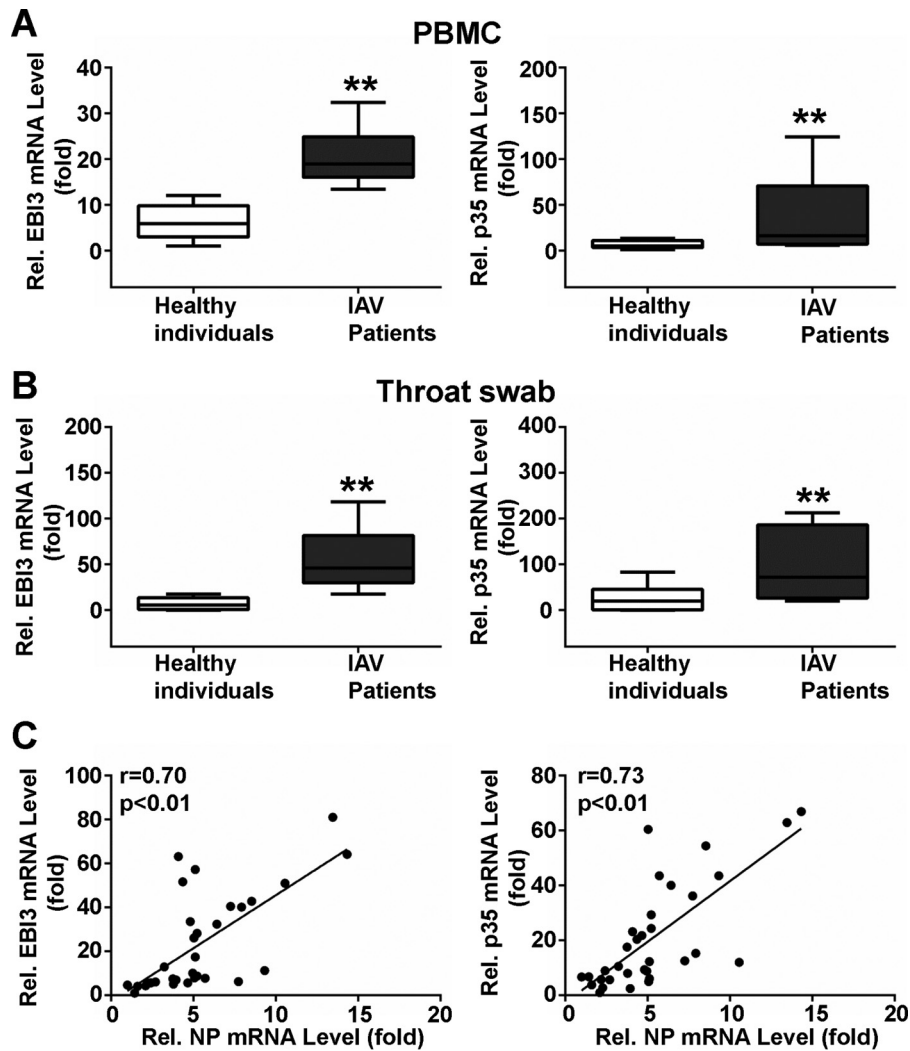 A
PBMC
Rel. EBI3 mRNA Level
(fold)
40
30
20
10
0
**
Healthy
individuals
IAV
Patients
Rel. p35 mRNA Level
(fold)
200
150
100
50
0
**
Healthy
individuals
IAV
Patients
B
Throat swab
Rel. EBI3 mRNA Level
(fold)
200
150
100
50
0
**
Healthy
individuals
IAV
Patients
Rel. p35 mRNA Level
(fold)
400
300
200
100
0
**
Healthy
individuals
IAV
Patients
C
Rel. EBI3 mRNA Level
(fold)
100
80
60
40
20
0
r=0.70
p<0.01
0 5 10 15 20
Rel. NP mRNA Level (fold)
Rel. p35 mRNA Level
(fold)
80
60
40
20
0
r=0.73
p<0.01
0 5 10 15 20
Rel. NP mRNA Level (fold)